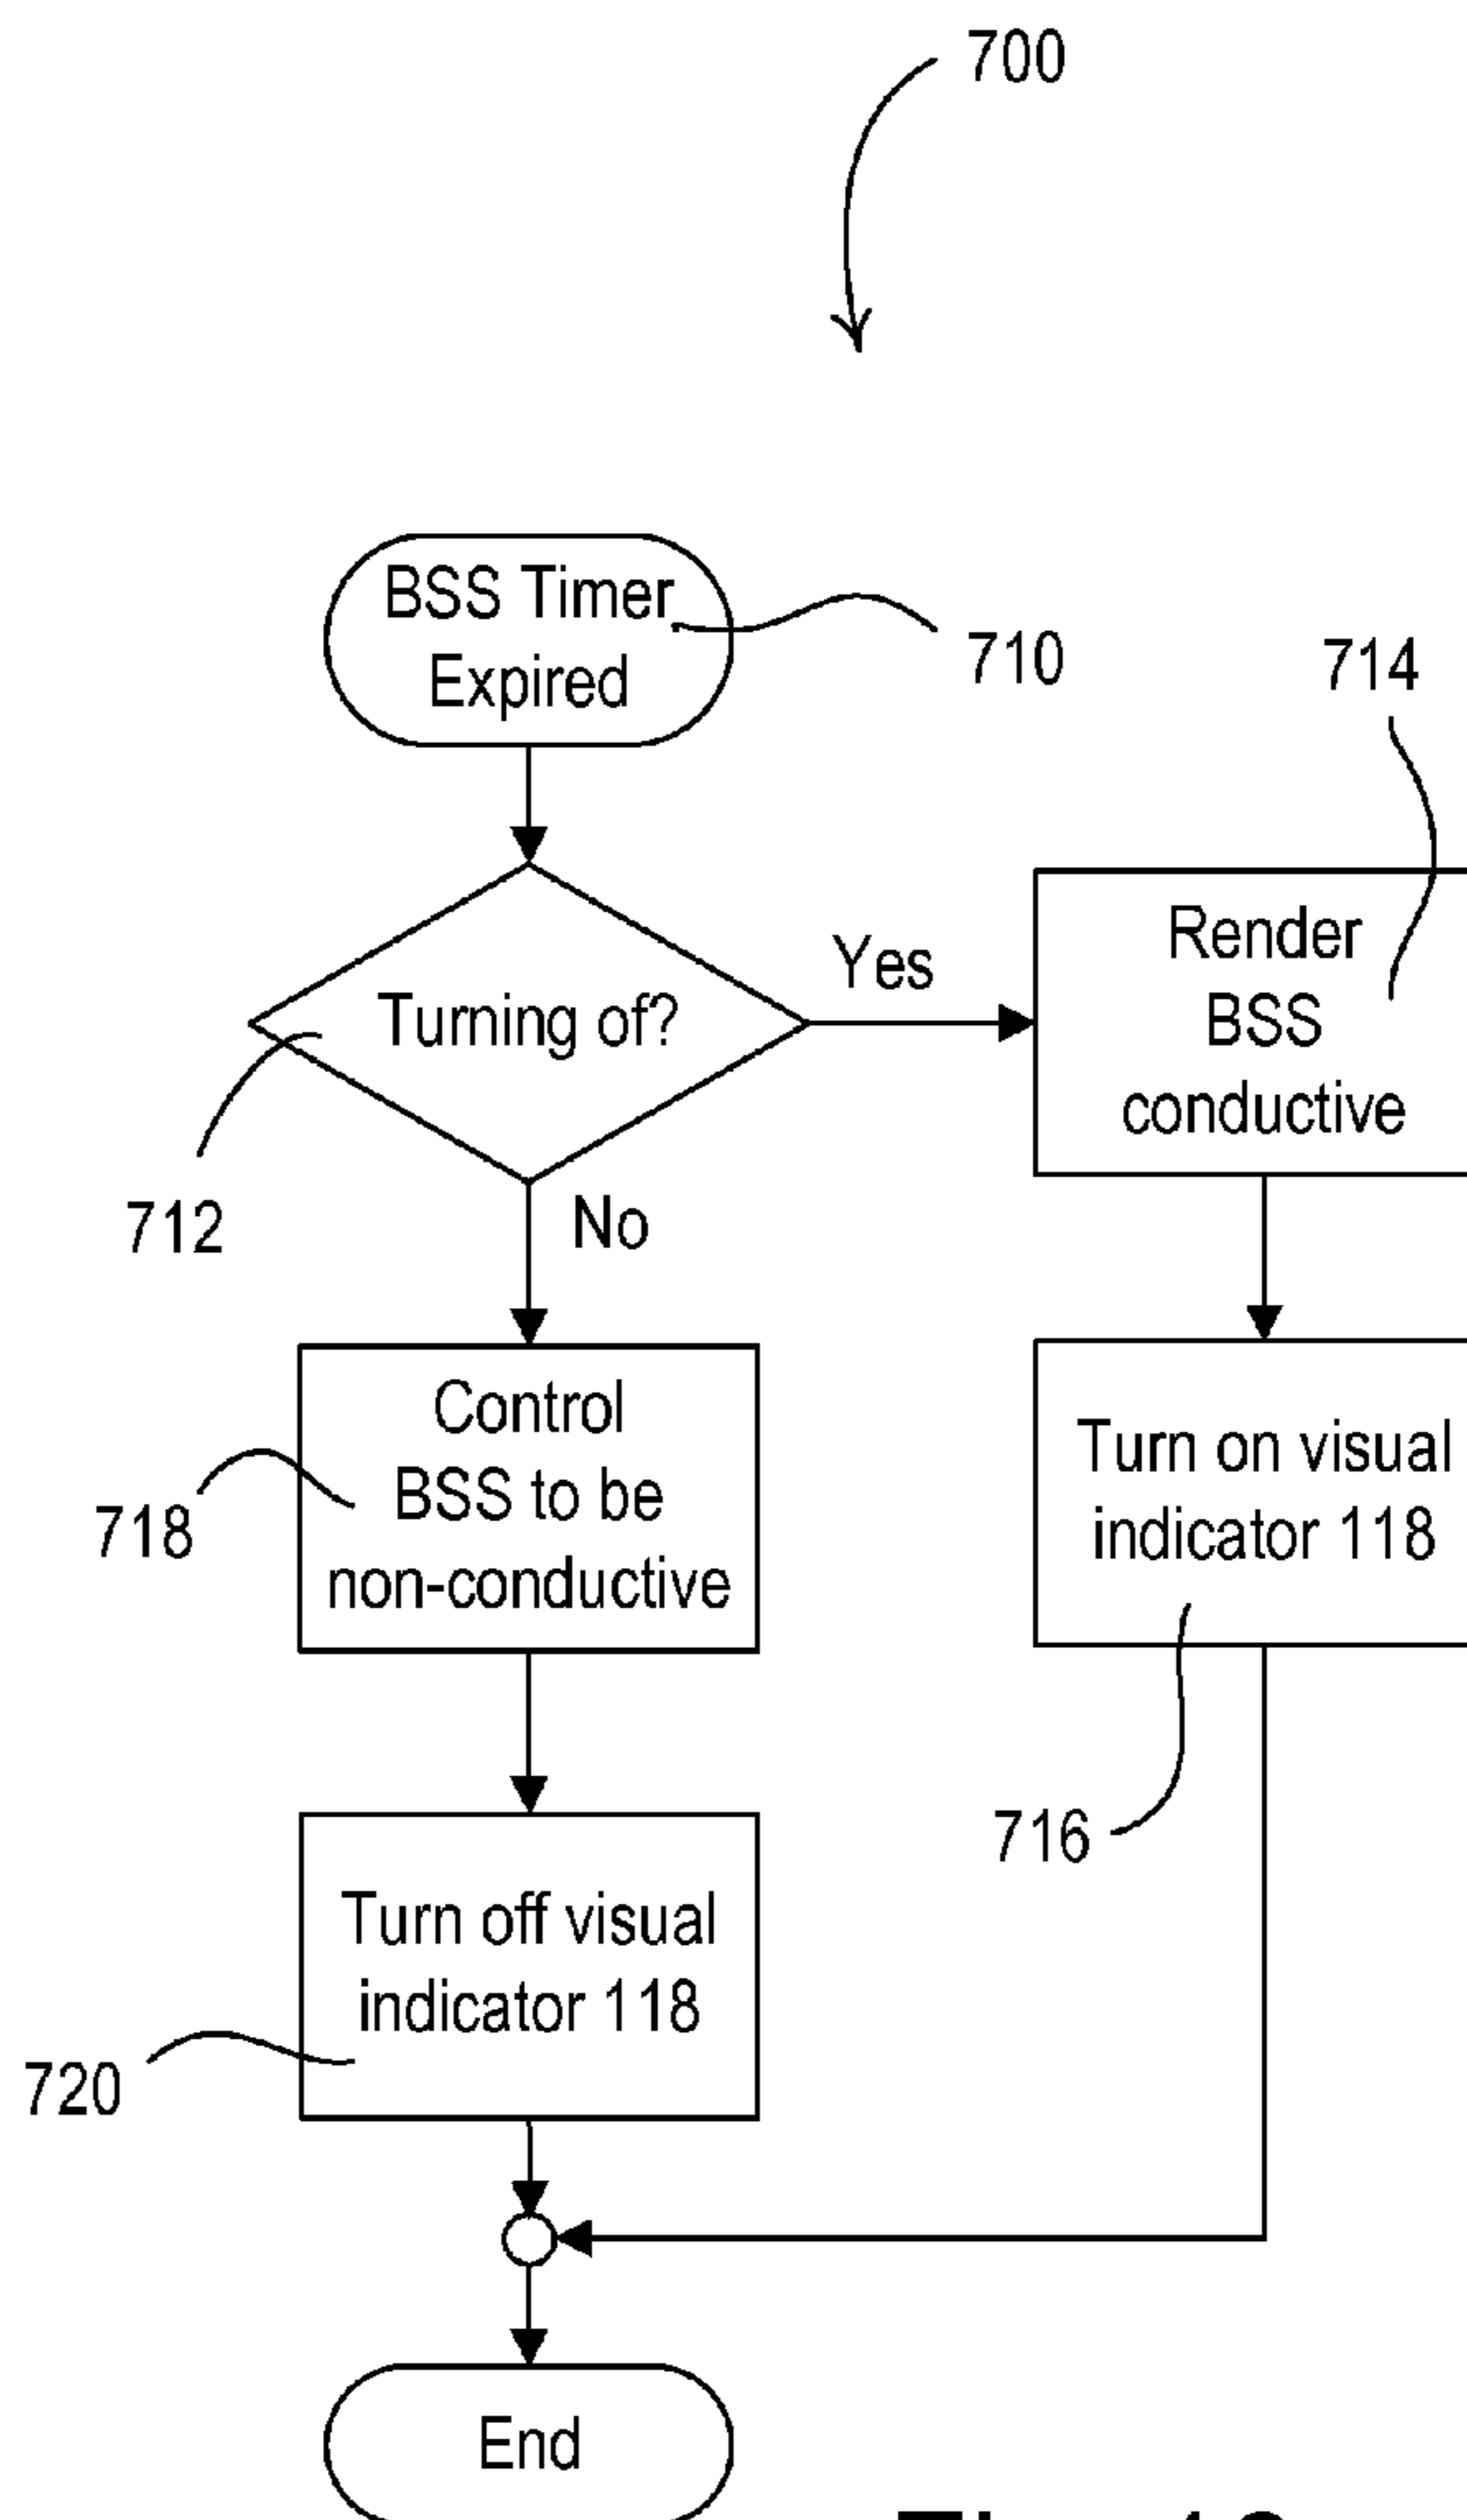 700
BSS Timer
Expired
710
714
Turning of?
Yes
Render
BSS
conductive
712
No
Control
BSS to be
non-conductive
718
Turn on visual
indicator 118
716
Turn off visual
indicator 118
720
End